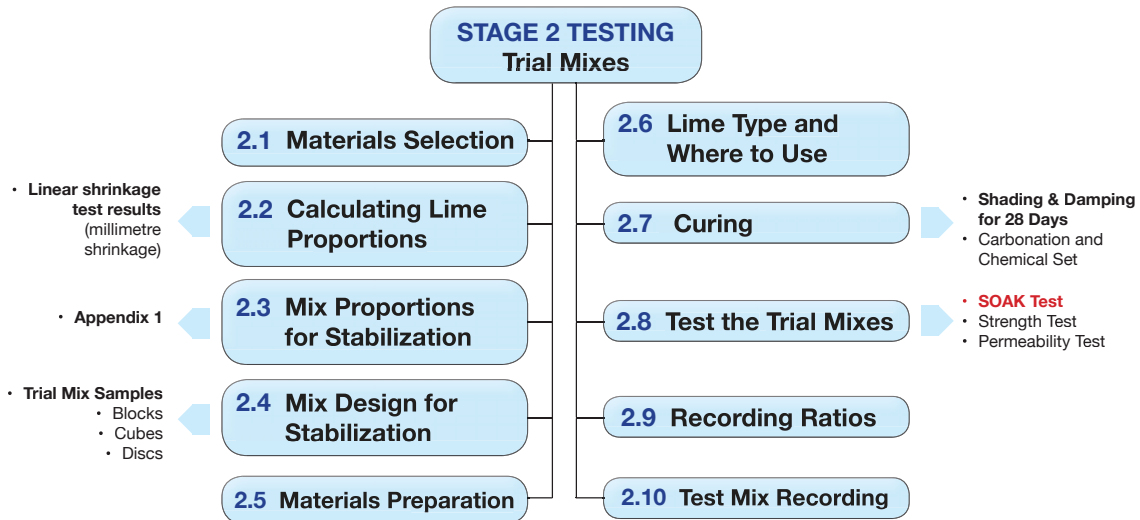 STAGE 2 TESTING
Trial Mixes
2.1 Materials Selection
• Linear shrinkage
test results
(millimetre
shrinkage)
2.2 Calculating Lime
Proportions
• Appendix 1
2.3 Mix Proportions
for Stabilization
• Trial Mix Samples
• Blocks
• Cubes
• Discs
2.4 Mix Design for
Stabilization
2.5 Materials Preparation
2.6 Lime Type and
Where to Use
2.7 Curing
• Shading & Damping
for 28 Days
• Carbonation and
Chemical Set
2.8 Test the Trial Mixes
• SOAK Test
• Strength Test
• Permeability Test
2.9 Recording Ratios
2.10 Test Mix Recording